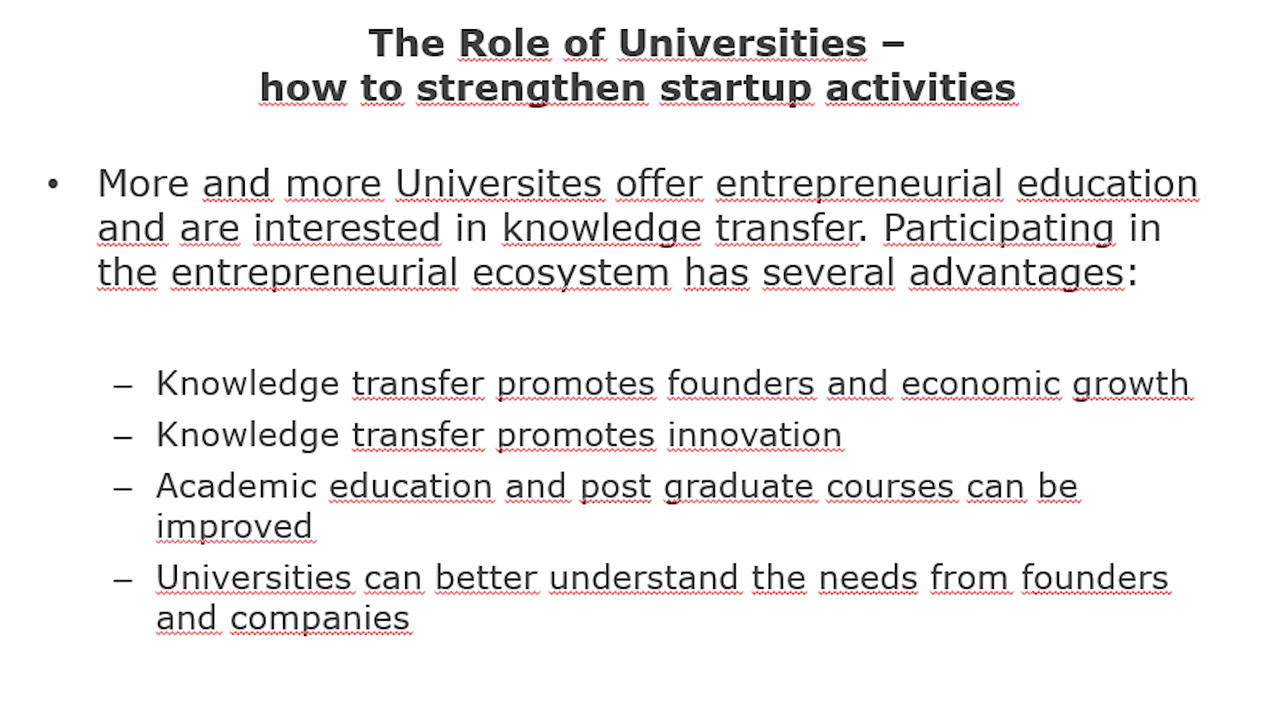 The Role of Universities –
how to strengthen startup activities
• More and more Universites offer entrepreneurial education
and are interested in knowledge transfer. Participating in
the entrepreneurial ecosystem has several advantages:
– Knowledge transfer promotes founders and economic growth
– Knowledge transfer promotes innovation
– Academic education and post graduate courses can be
improved
– Universities can better understand the needs from founders
and companies